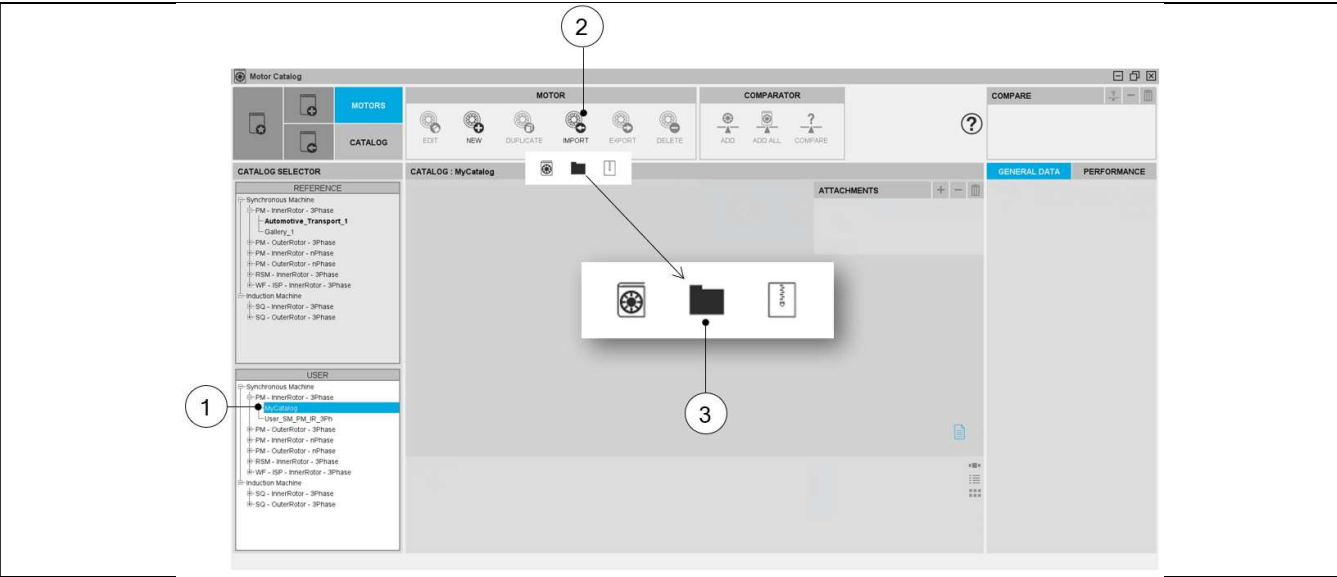 2
Motor Catalog
MOTORS
CATALOG
MOTOR
EDIT NEW DUPLICATE IMPORT EXPORT DELETE
COMPARATOR
ADD ADD ALL COMPARE
?
COMPARE
CATALOG SELECTOR
REFERENCE
Synchronous Machine
PM - InnerRotor - 3Phase
Automotive_Transport_1
Gallery_1
PM - OuterRotor - 3Phase
PM - InnerRotor - nPhase
PM - OuterRotor - nPhase
RSM - InnerRotor - 3Phase
WF - ISP - InnerRotor - 3Phase
Induction Machine
SQ - InnerRotor - 3Phase
SQ - OuterRotor - 3Phase
USER
Synchronous Machine
PM - InnerRotor - 3Phase
MyCatalog
User_SM_PM_IR_3Ph
PM - OuterRotor - 3Phase
PM - InnerRotor - nPhase
PM - OuterRotor - nPhase
RSM - InnerRotor - 3Phase
WF - ISP - InnerRotor - 3Phase
Induction Machine
SQ - InnerRotor - 3Phase
SQ - OuterRotor - 3Phase
1
CATALOG : MyCatalog
ATTACHMENTS
3
GENERAL DATA PERFORMANCE